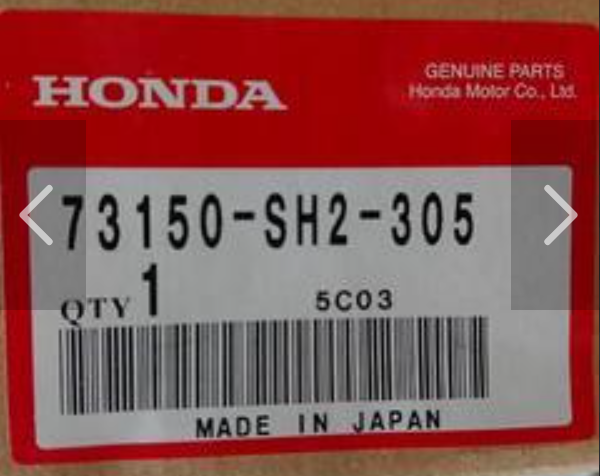 HONDA
GENUINE PARTS
Honda Motor Co., Ltd.
73150-SH2-305
QTY 1
5C03
MADE IN JAPAN